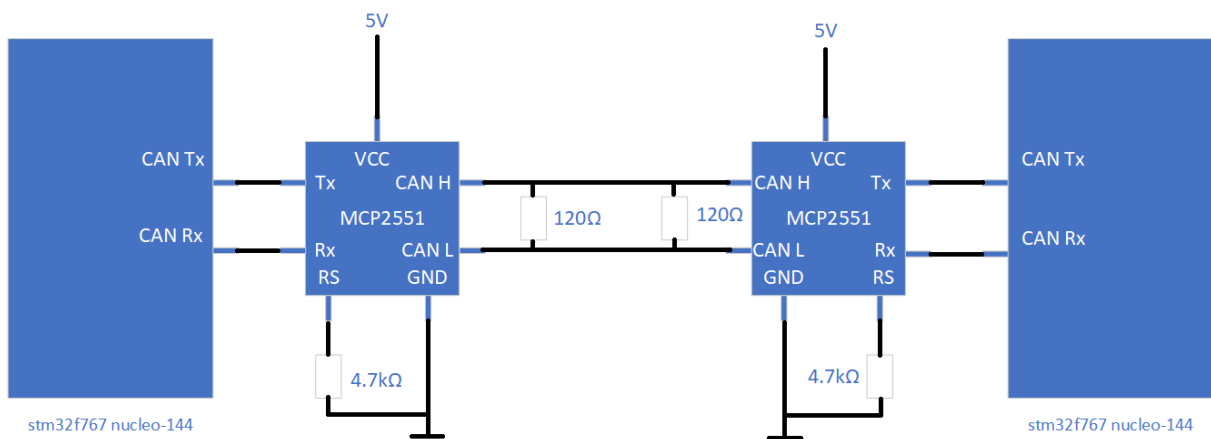 5V
5V
CAN Tx
VCC
VCC
CAN Tx
Tx
CAN H
CAN H
Tx
MCP2551
120Ω
120Ω
MCP2551
CAN Rx
CAN Rx
Rx
CAN L
CAN L
Rx
RS
GND
GND
RS
4.7kΩ
4.7kΩ
stm32f767 nucleo-144
stm32f767 nucleo-144